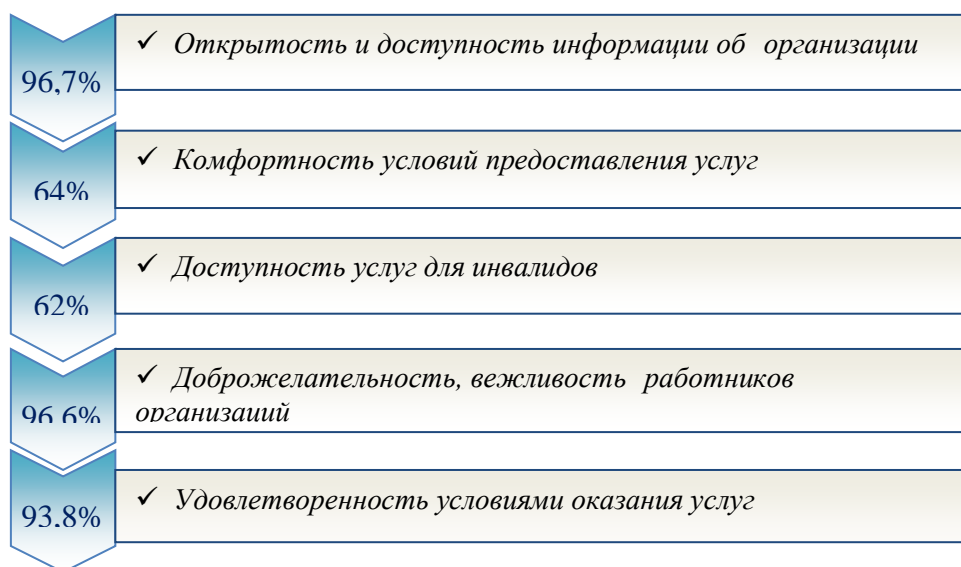 96,7%
✓ Открытость и доступность информации об организации
64%
✓ Комфортность условий предоставления услуг
62%
✓ Доступность услуг для инвалидов
96,6%
✓ Доброжелательность, вежливость работников
организаций
93,8%
✓ Удовлетворенность условиями оказания услуг